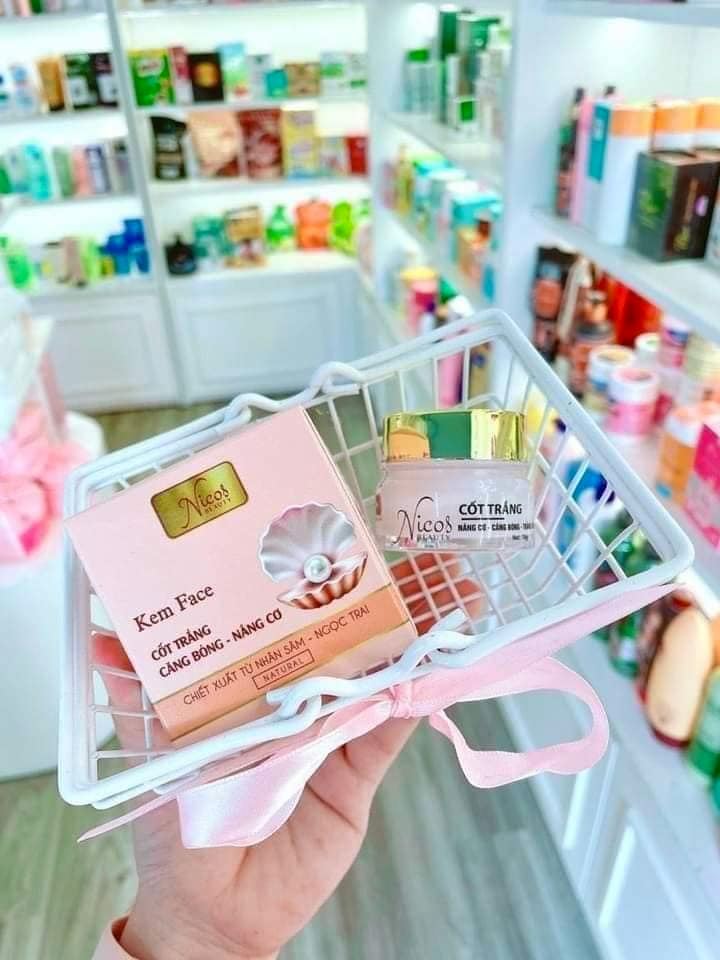 Nicos
BEAUTY
Kem Face
CỐT TRẮNG
CĂNG BÓNG - NÂNG CƠ
CHIẾT XUẤT TỪ NHÂN SÂM - NGỌC TRAI
NATURAL
Nicos
BEAUTY
CỐT TRẮNG
NÂNG CƠ - CĂNG BÓNG